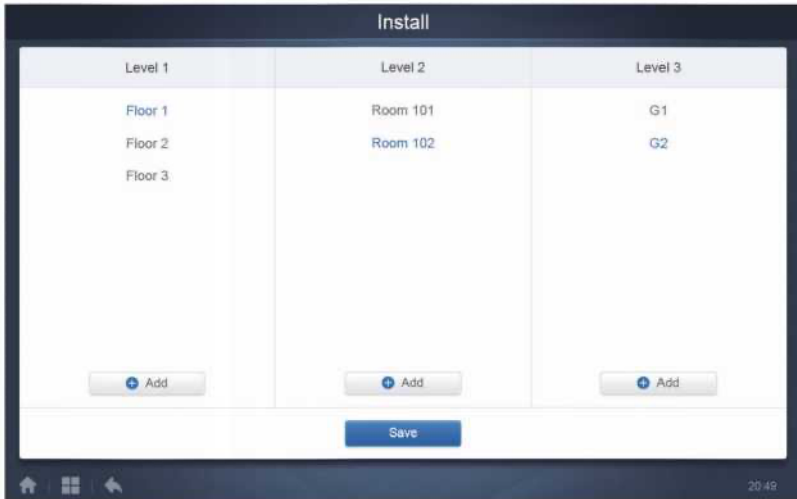 Install
Level 1 Level 2 Level 3
Floor 1 Room 101 G1
Floor 2 Room 102 G2
Floor 3
Add Add Add
Save
20:49